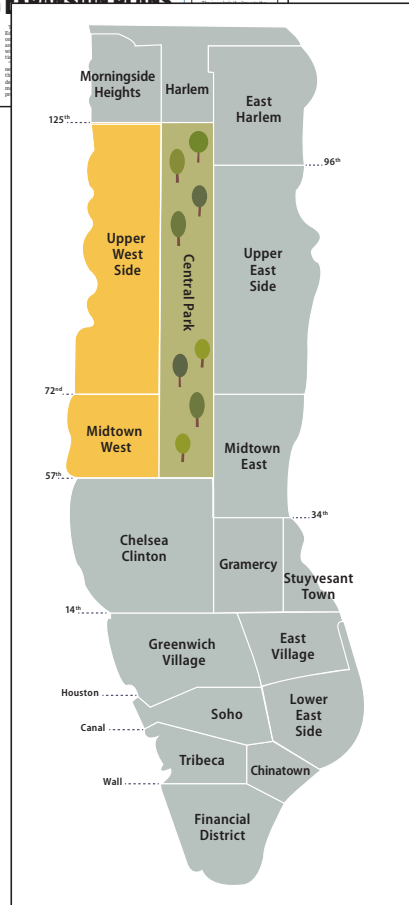 EXPANSION PLANS
Morningside
Heights
Harlem
East
Harlem
125th
96th
Upper
West
Side
Central Park
Upper
East
Side
72nd
Midtown
West
Midtown
East
57th
34th
Chelsea
Clinton
Gramercy
Stuyvesant
Town
14th
Greenwich
Village
East
Village
Houston
Soho
Lower
East
Side
Canal
Tribeca
Chinatown
Wall
Financial
District